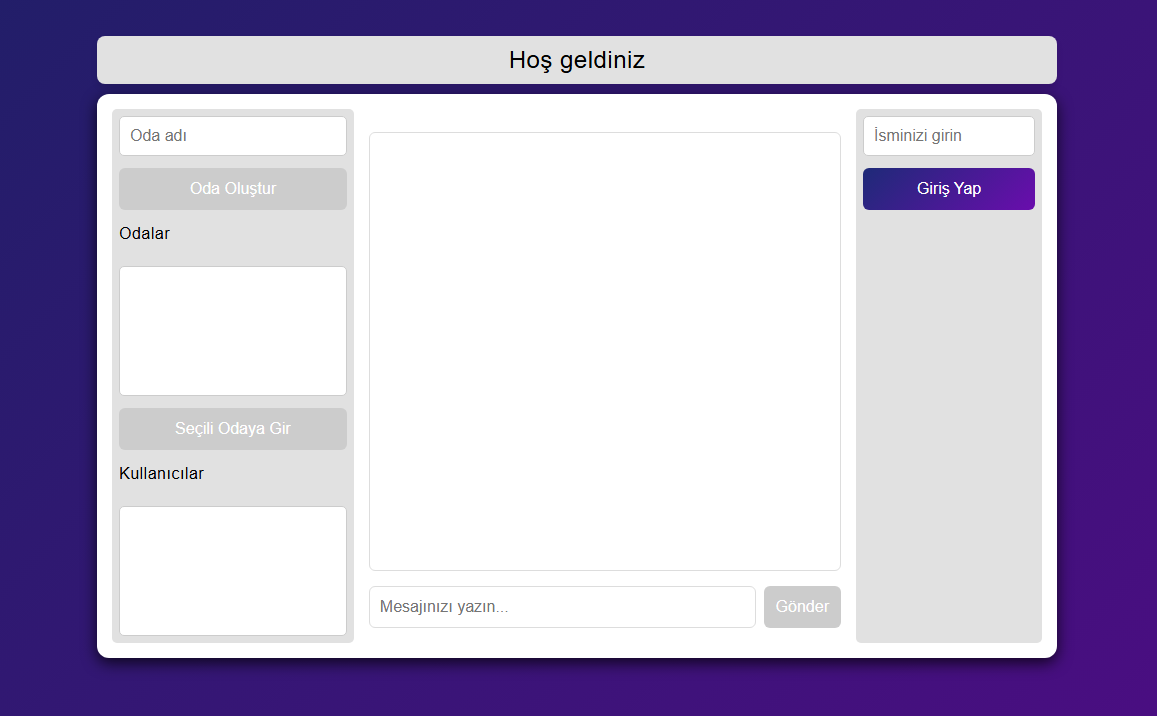 Hoş geldiniz
Oda adı
Oda Oluştur
Odalar
Seçili Odaya Gir
Kullanıcılar
Mesajınızı yazın...
Gönder
İsminizi girin
Giriş Yap